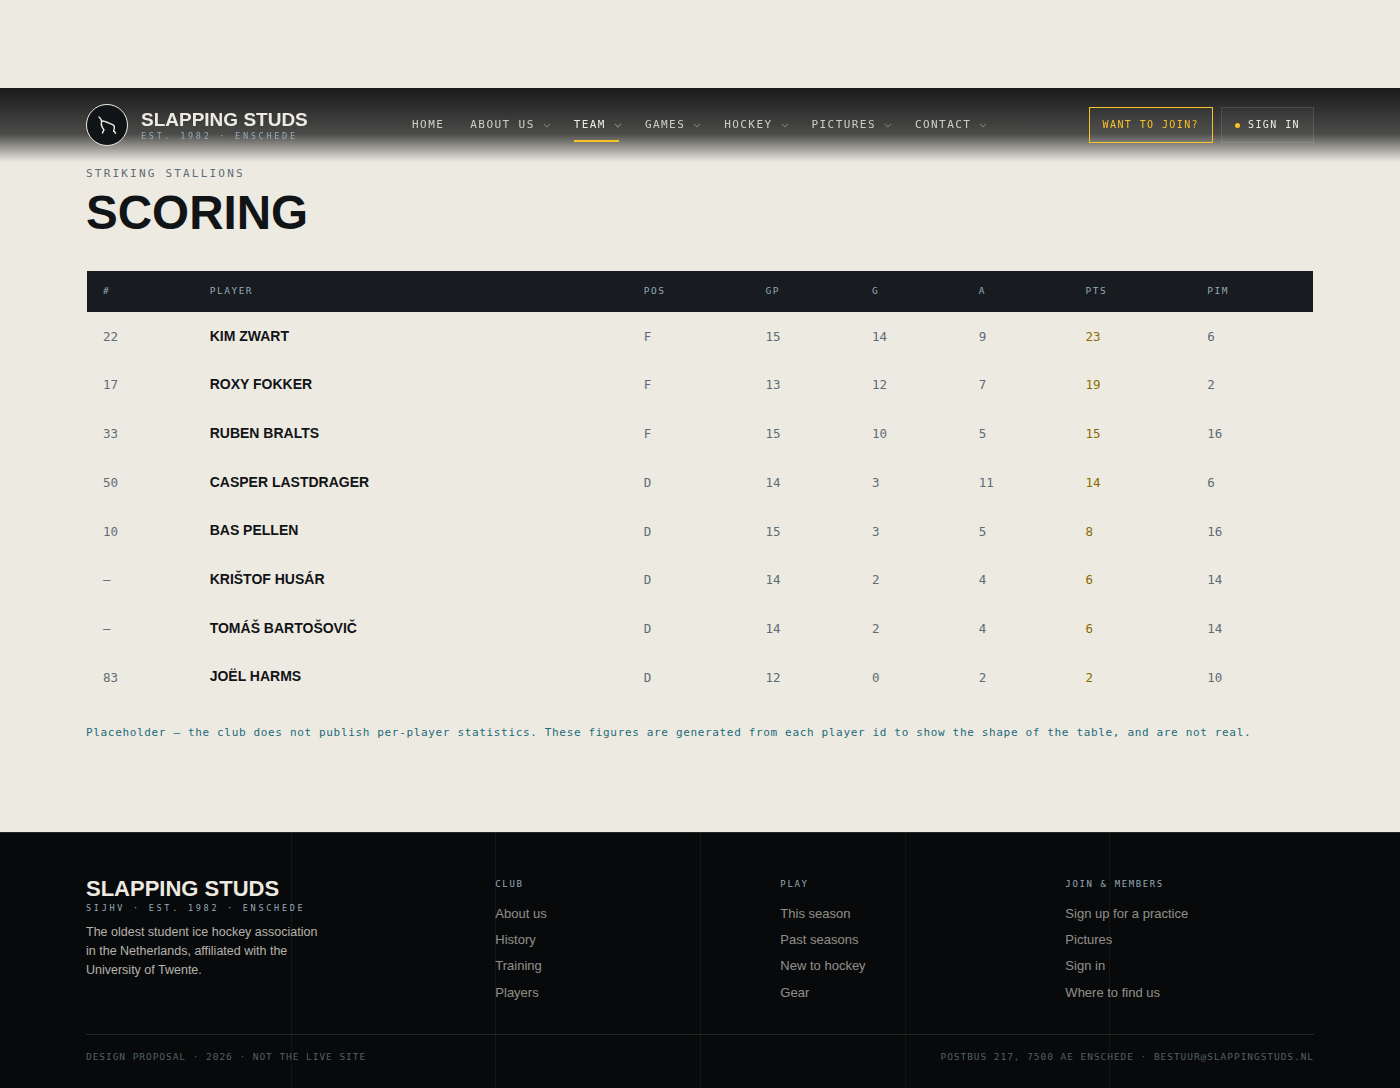 SLAPPING STUDS
EST. 1982 · ENSCHEDE
HOME ABOUT US TEAM GAMES HOCKEY PICTURES CONTACT
WANT TO JOIN? SIGN IN
STRIKING STALLIONS
SCORING
# PLAYER POS GP G A PTS PIM
22 KIM ZWART F 15 14 9 23 6
17 ROXY FOKKER F 13 12 7 19 2
33 RUBEN BRALTS F 15 10 5 15 16
50 CASPER LASTDRAGER D 14 3 11 14 6
10 BAS PELLEN D 15 3 5 8 16
— KRIŠTOF HUSÁR D 14 2 4 6 14
— TOMÁŠ BARTOŠOVIČ D 14 2 4 6 14
83 JOËL HARMS D 12 0 2 2 10
Placeholder — the club does not publish per-player statistics. These figures are generated from each player id to show the shape of the table, and are not real.
SLAPPING STUDS
SIJHV · EST. 1982 · ENSCHEDE
The oldest student ice hockey association
in the Netherlands, affiliated with the
University of Twente.
CLUB
About us
History
Training
Players
PLAY
This season
Past seasons
New to hockey
Gear
JOIN & MEMBERS
Sign up for a practice
Pictures
Sign in
Where to find us
DESIGN PROPOSAL · 2026 · NOT THE LIVE SITE
POSTBUS 217, 7500 AE ENSCHEDE · BESTUUR@SLAPPINGSTUDS.NL